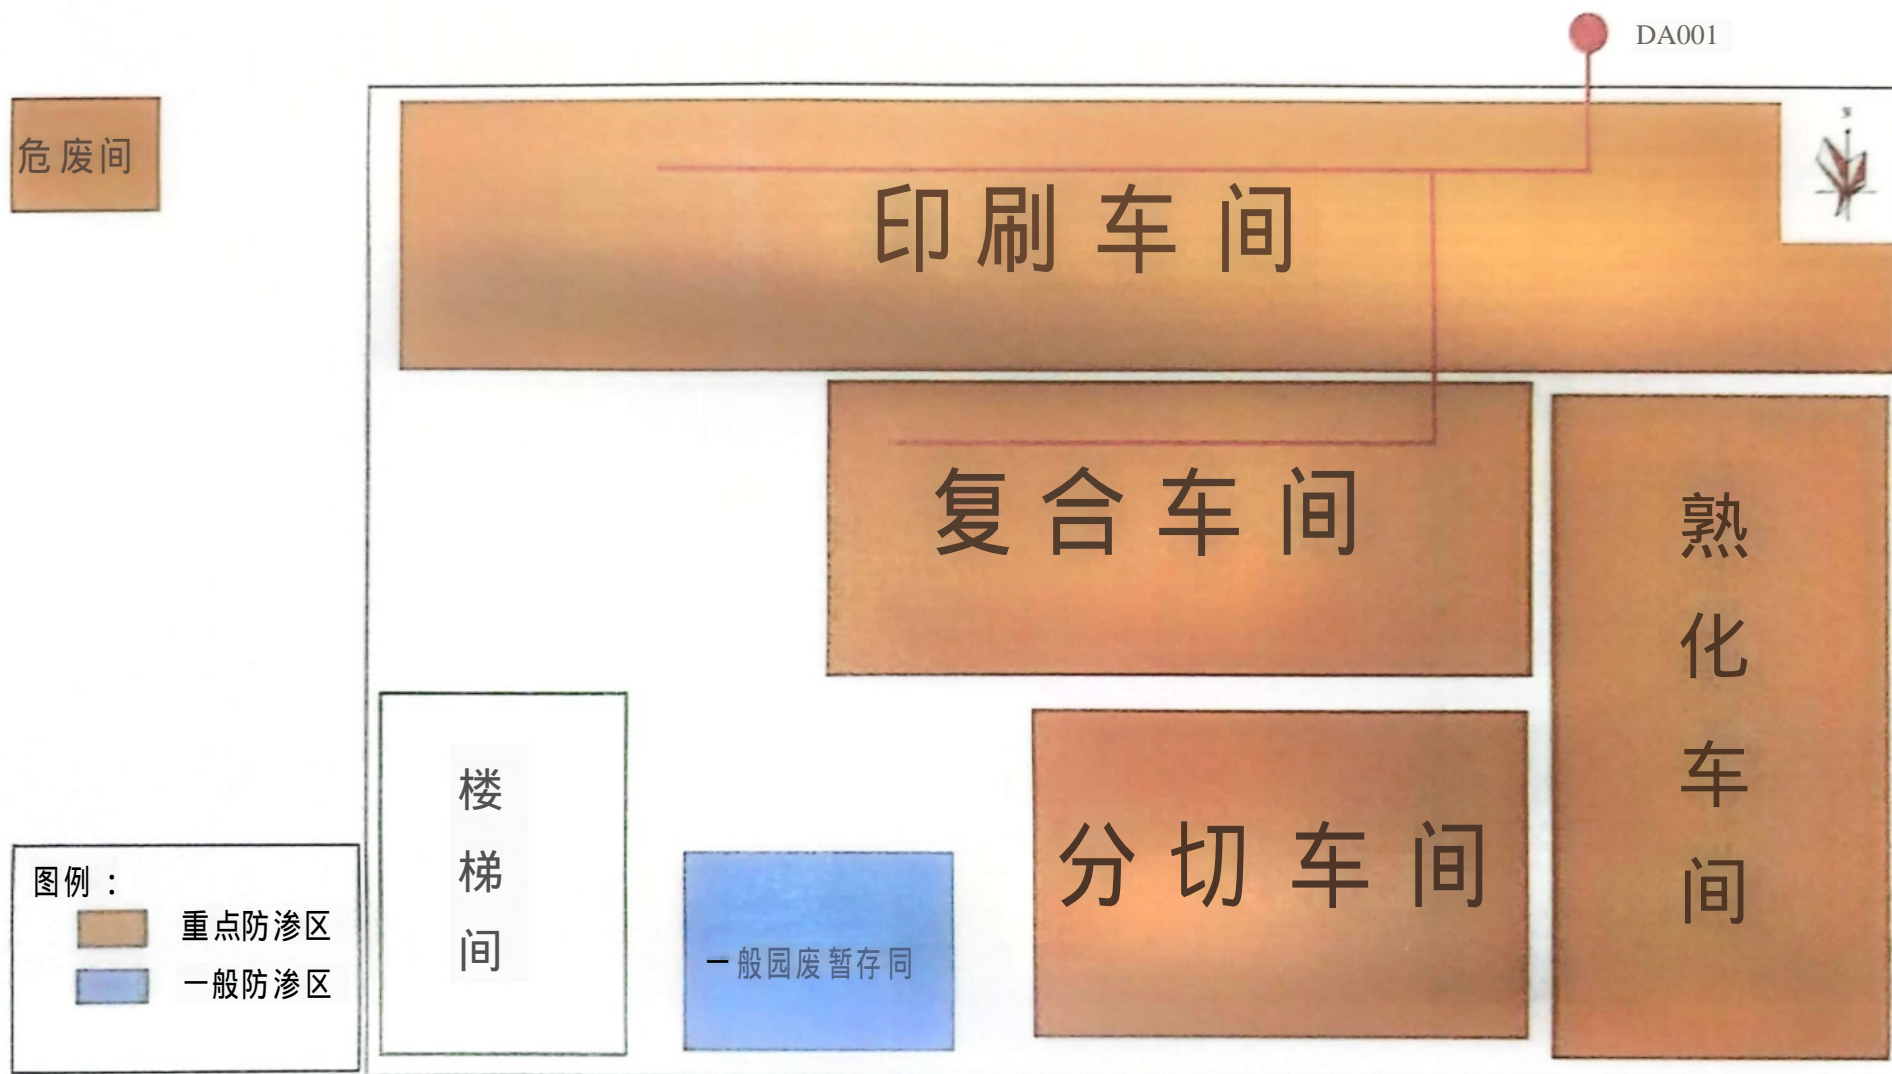 DA001
危废间
印刷车间
复合车间
熟化车间
楼梯间
分切车间
一般园废暂存同
图例：
重点防渗区
一般防渗区